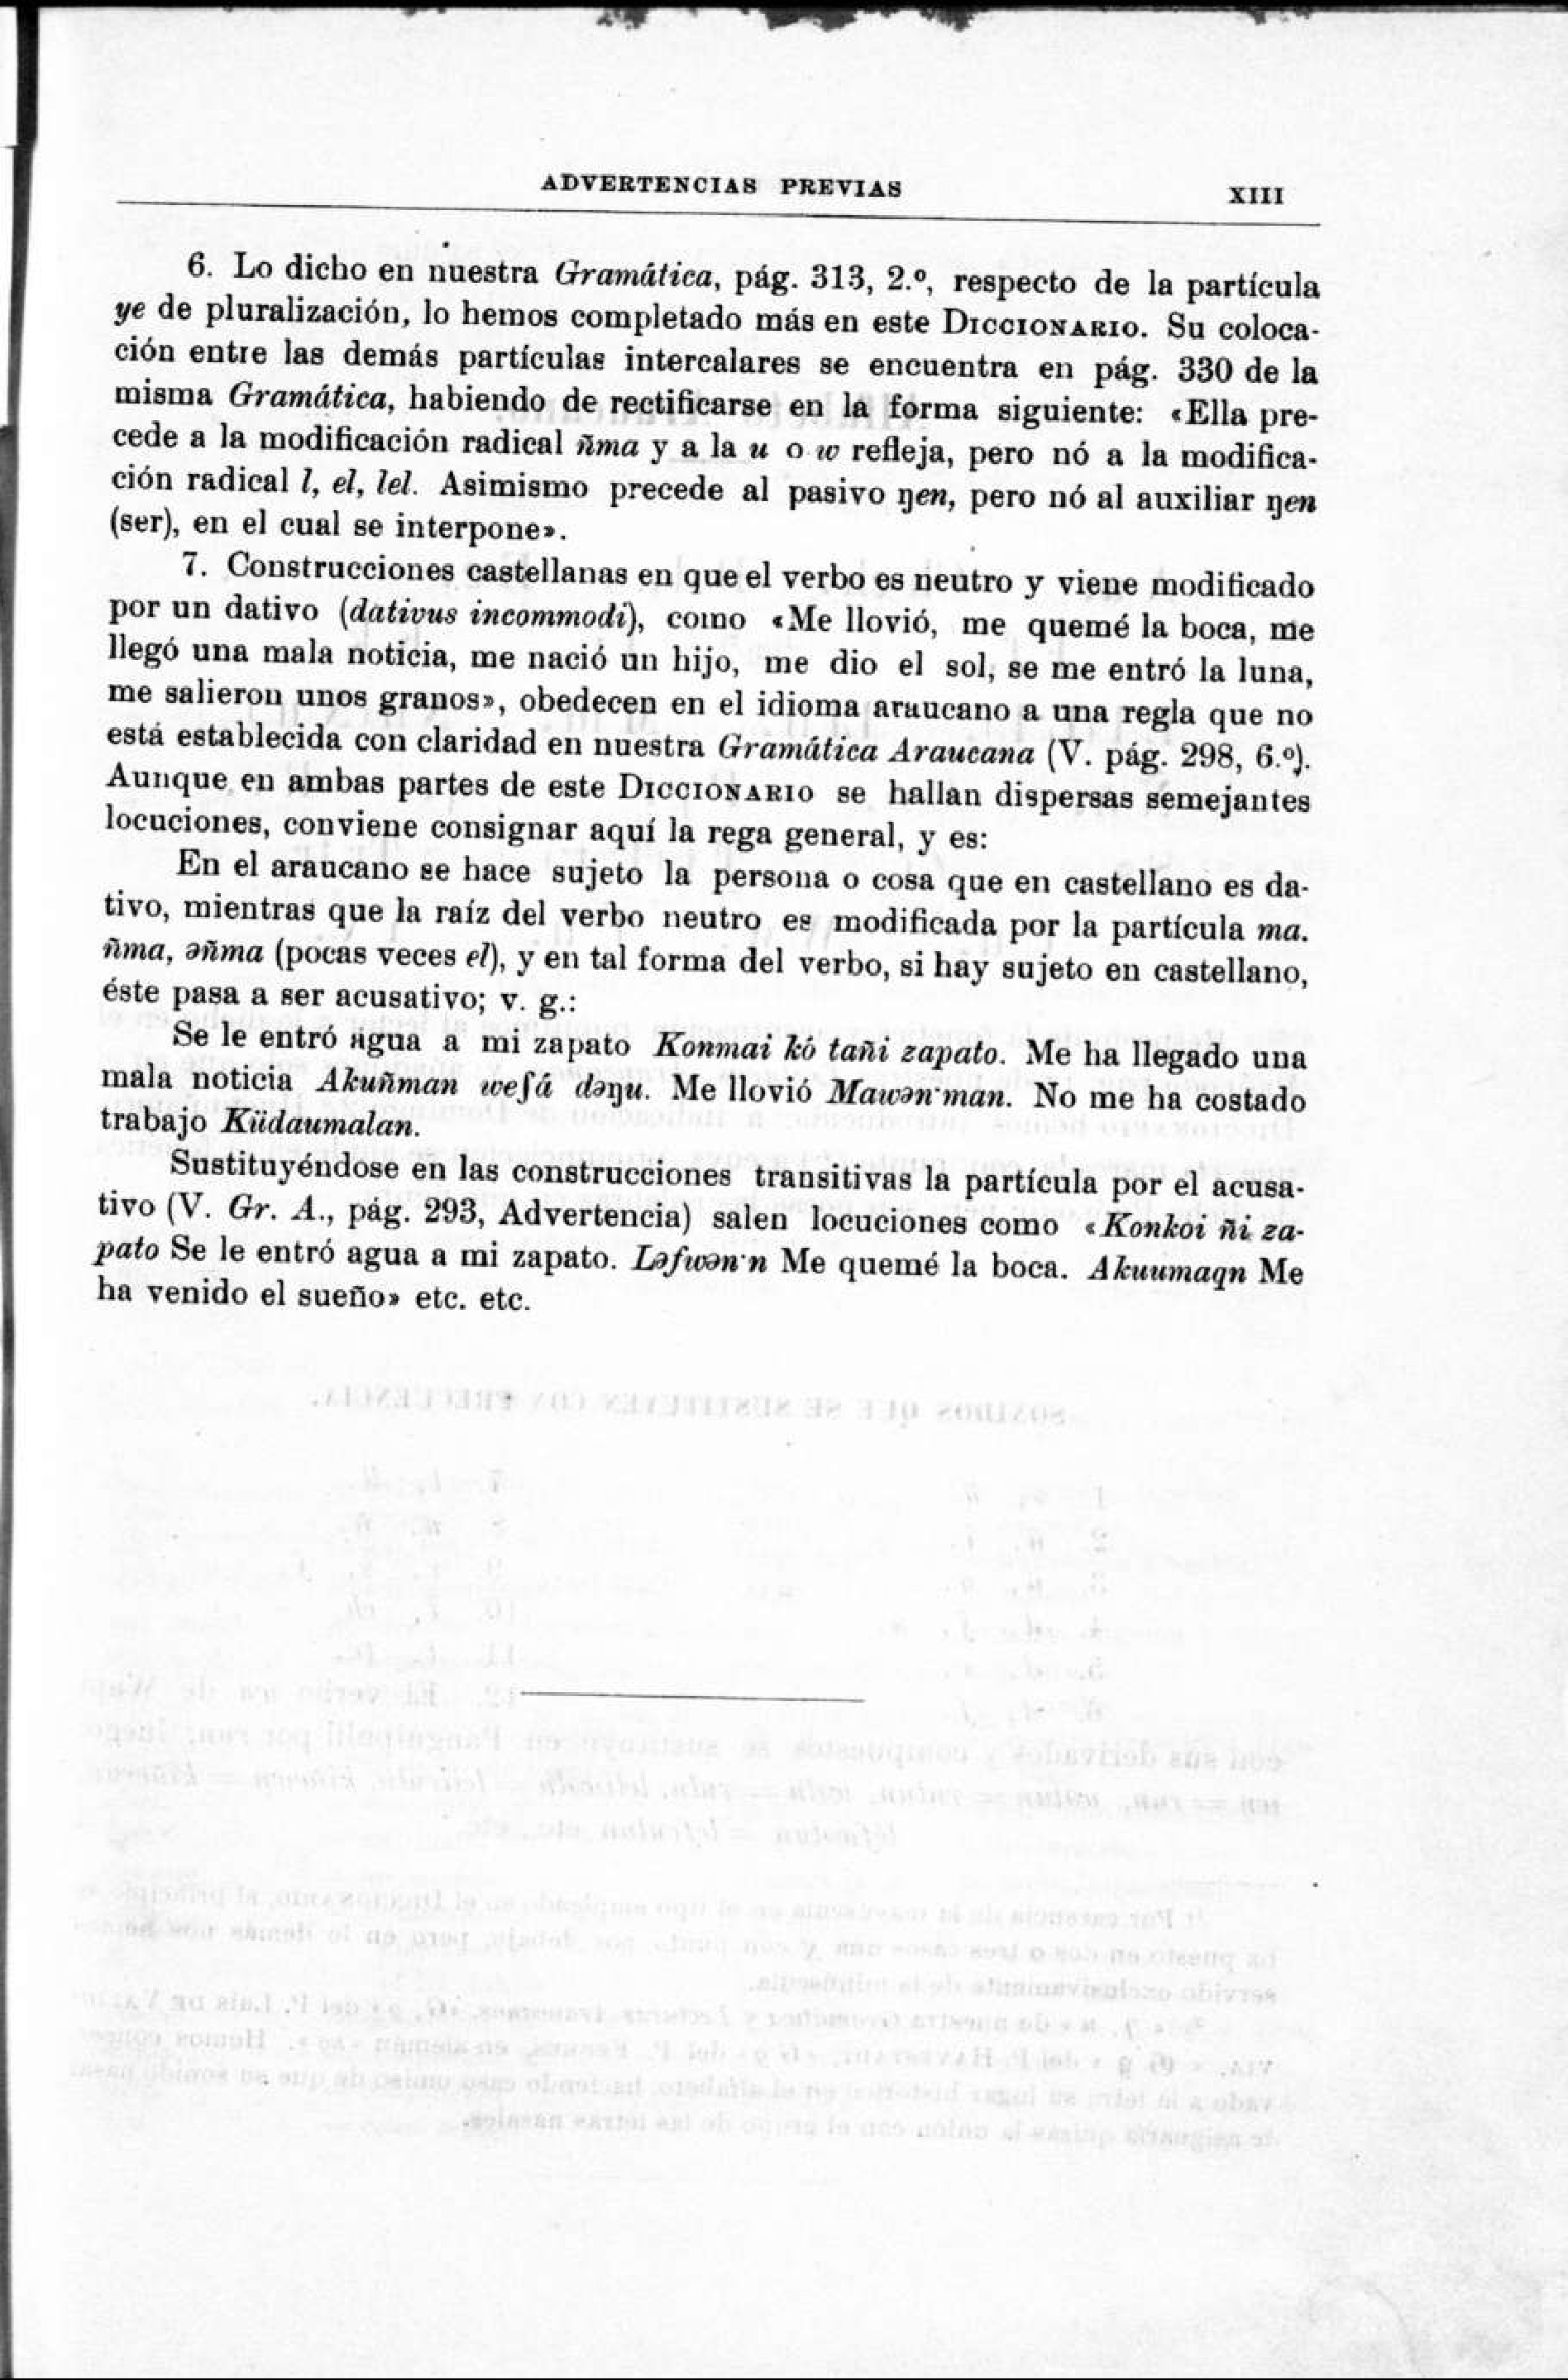 ADVERTENCIAS PREVIAS XIII
6. Lo dicho en nuestra Gramática, pág. 313, 2.º, respecto de la partícula
ye de pluralización, lo hemos completado más en este DICCIONARIO. Su coloca-
ción entre las demás partículas intercalares se encuentra en pág. 330 de la
misma Gramática, habiendo de rectificarse en la forma siguiente: «Ella pre-
cede a la modificación radical ñma y a la u o w refleja, pero nó a la modifica-
ción radical l, el, lel. Asimismo precede al pasivo ŋen, pero nó al auxiliar ŋen
(ser), en el cual se interpone».
7. Construcciones castellanas en que el verbo es neutro y viene modificado
por un dativo (dativus incommodi), como «Me llovió, me quemé la boca, me
llegó una mala noticia, me nació un hijo, me dio el sol, se me entró la luna,
me salieron unos granos», obedecen en el idioma araucano a una regla que no
está establecida con claridad en nuestra Gramática Araucana (V. pág. 298, 6.º).
Aunque en ambas partes de este DICCIONARIO se hallan dispersas semejantes
locuciones, conviene consignar aquí la rega general, y es:
En el araucano se hace sujeto la persona o cosa que en castellano es da-
tivo, mientras que la raíz del verbo neutro es modificada por la partícula ma.
ñma, əñma (pocas veces el), y en tal forma del verbo, si hay sujeto en castellano,
éste pasa a ser acusativo; v. g.:
Se le entró agua a mi zapato Konmai kó tañi zapato. Me ha llegado una
mala noticia Akuñman weʃá dəŋu. Me llovió Mawən·man. No me ha costado
trabajo Küdaumalan.
Sustituyéndose en las construcciones transitivas la partícula por el acusa-
tivo (V. Gr. A., pág. 293, Advertencia) salen locuciones como «Konkoi ñi za-
pato Se le entró agua a mi zapato. Ləfwən·n Me quemé la boca. Akuumaqn Me
ha venido el sueño» etc. etc.